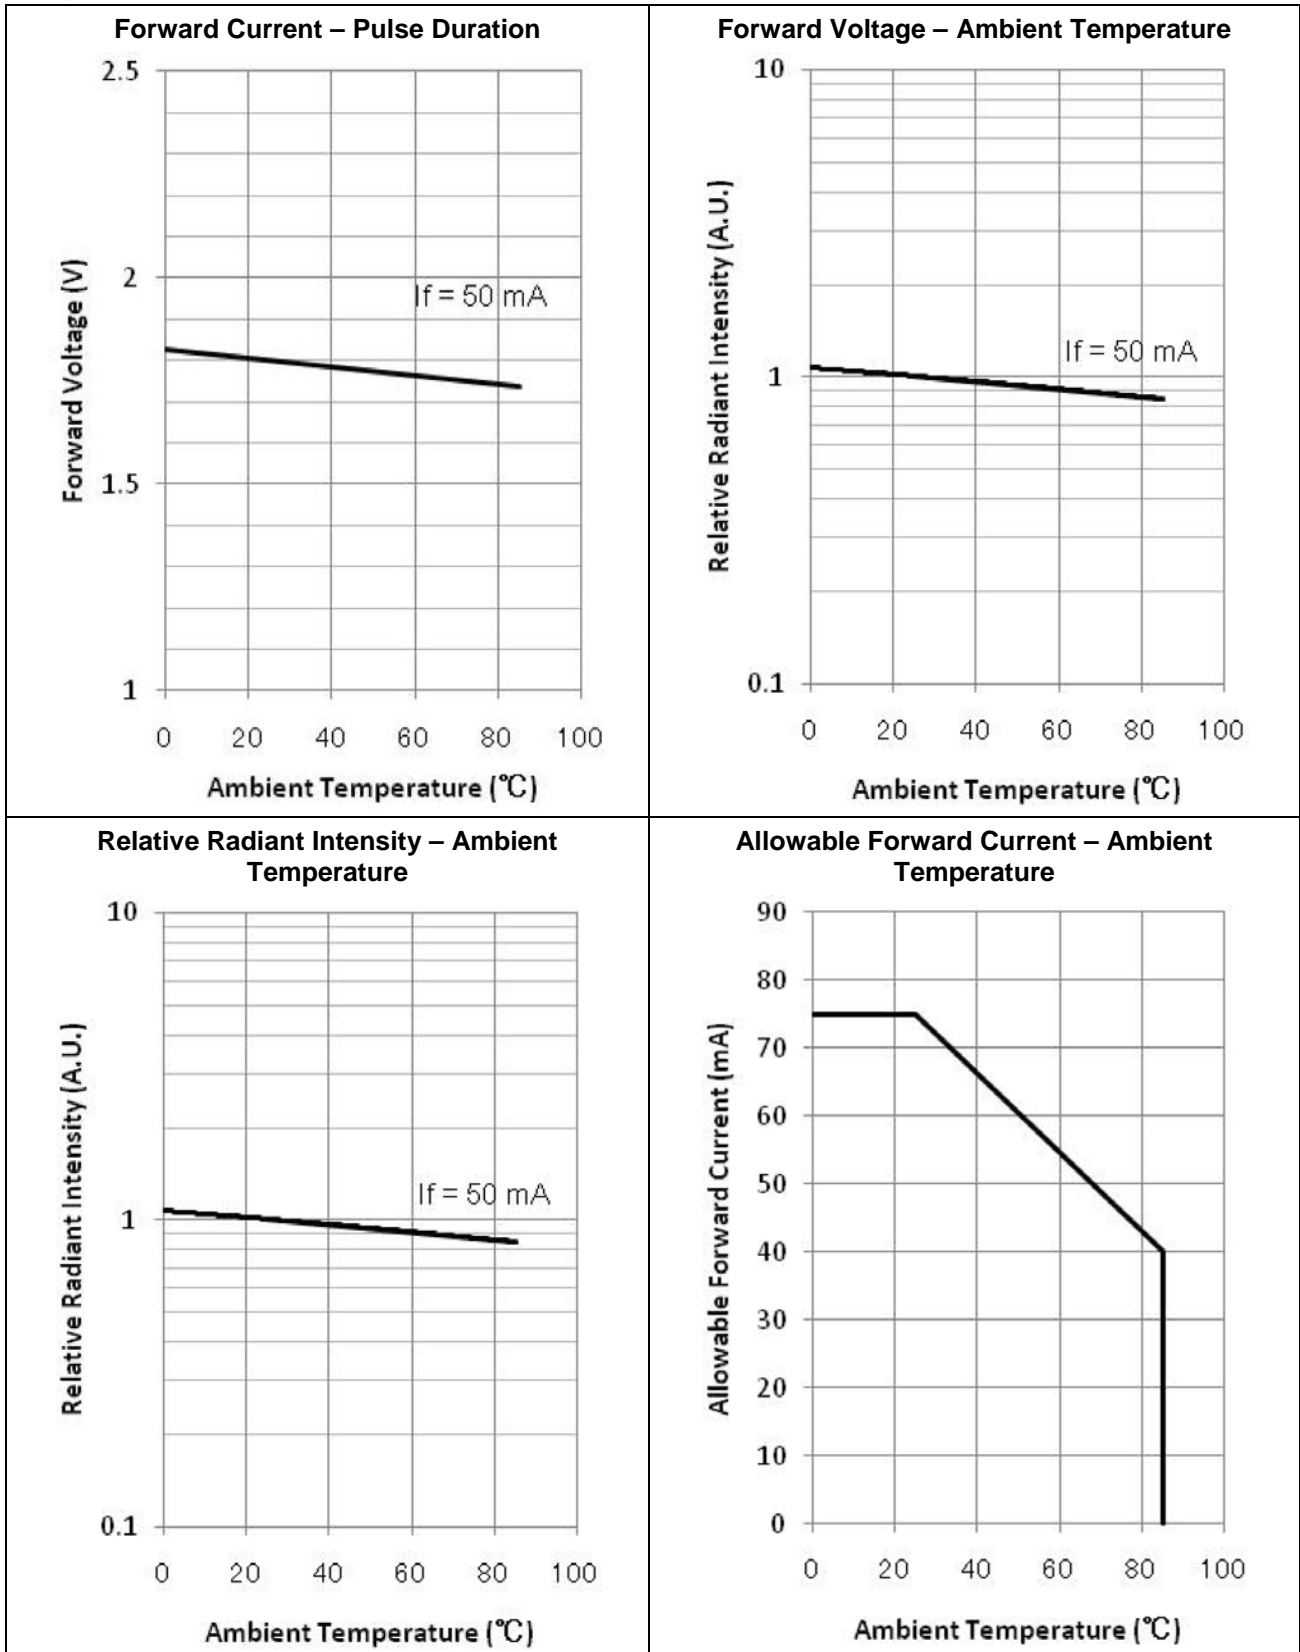 Forward Current – Pulse Duration
2.5
2
1.5
1
Forward Voltage (V)
If = 50 mA
0 20 40 60 80 100
Ambient Temperature (℃)
Forward Voltage – Ambient Temperature
10
1
0.1
Relative Radiant Intensity (A.U.)
If = 50 mA
0 20 40 60 80 100
Ambient Temperature (℃)
Relative Radiant Intensity – Ambient
Temperature
10
1
0.1
Relative Radiant Intensity (A.U.)
If = 50 mA
0 20 40 60 80 100
Ambient Temperature (℃)
Allowable Forward Current – Ambient
Temperature
90
80
70
60
50
40
30
20
10
0
Allowable Forward Current (mA)
0 20 40 60 80 100
Ambient Temperature (℃)